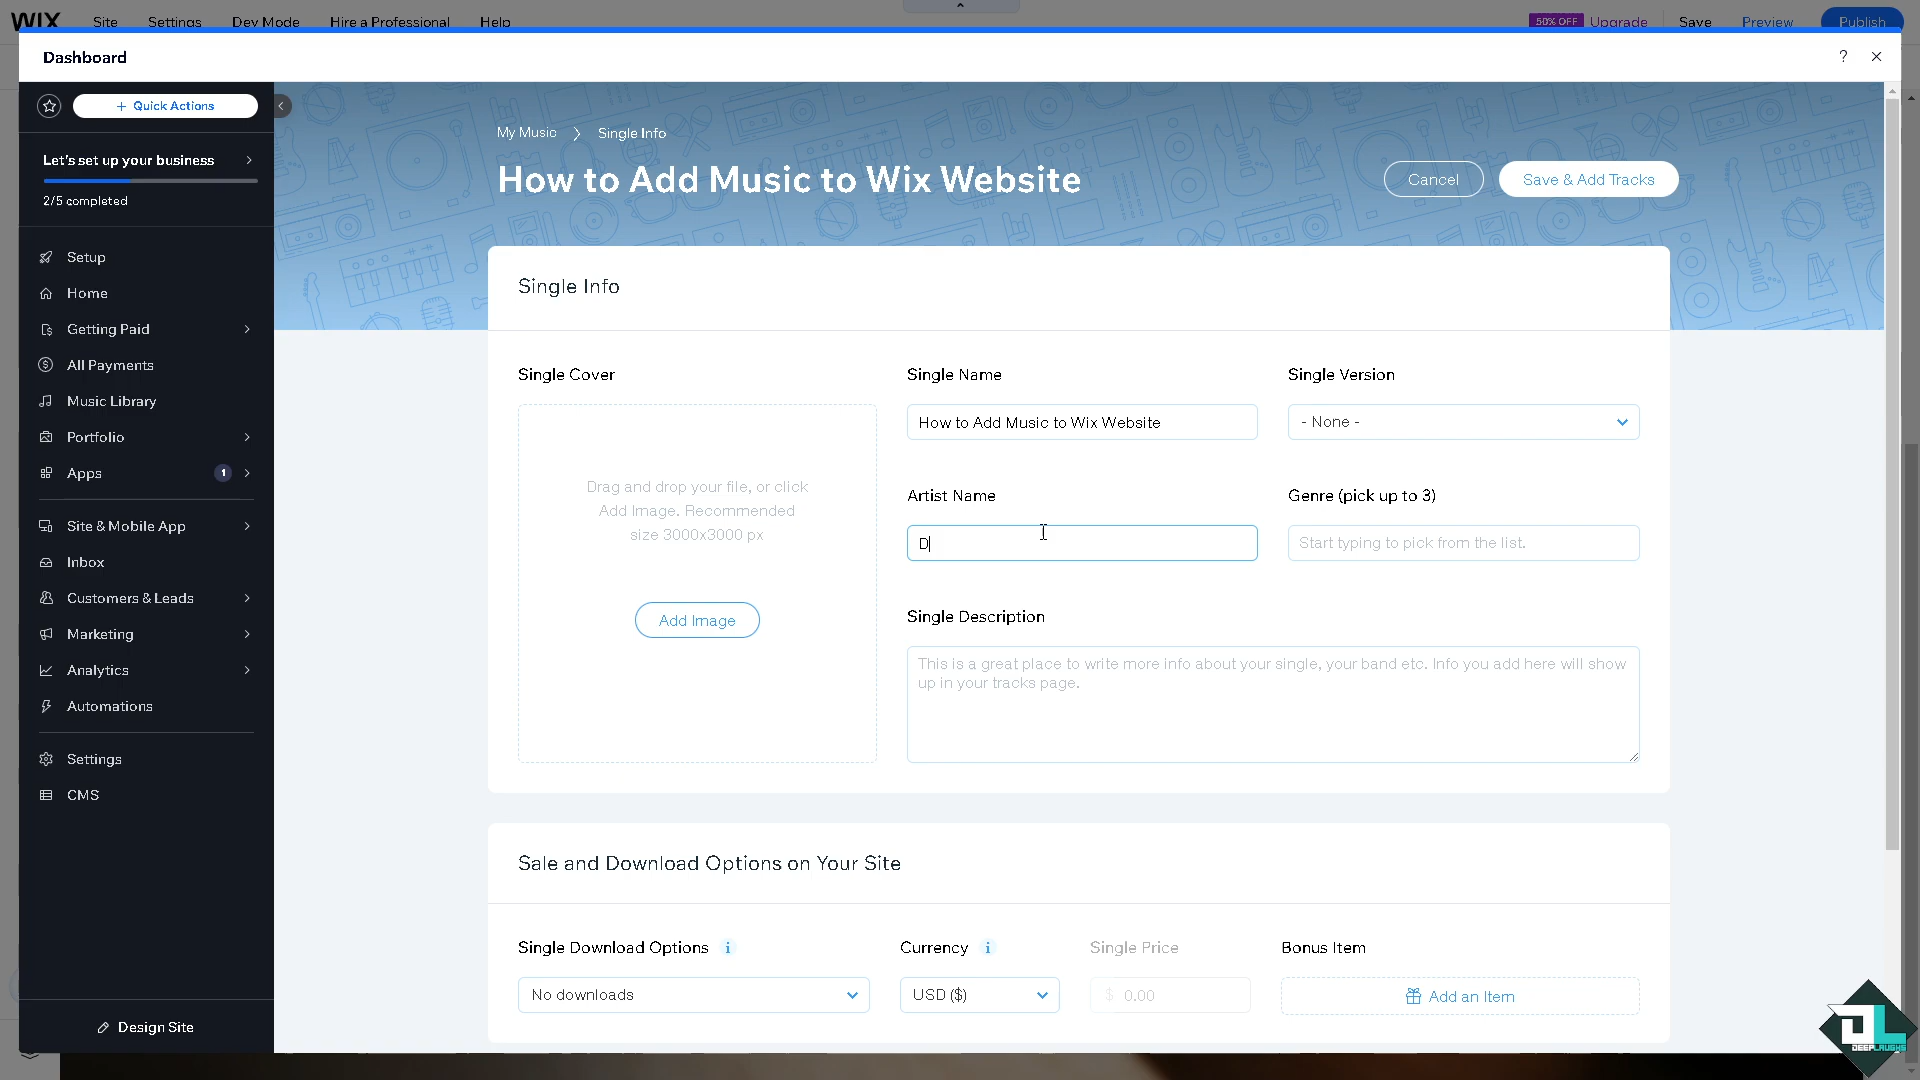 WIX Site Settings Dev Mode Hire a Professional Help 50% OFF Upgrade Save Preview Publish
Dashboard
Quick Actions
Let's set up your business
2/5 completed
Setup
Home
Getting Paid
All Payments
Music Library
Portfolio
Apps 1
Site & Mobile App
Inbox
Customers & Leads
Marketing
Analytics
Automations
Settings
CMS
Design Site
My Music > Single Info
How to Add Music to Wix Website
Cancel Save & Add Tracks
Single Info
Single Cover
Drag and drop your file, or click
Add Image. Recommended
size 3000x3000 px
Add Image
Single Name
How to Add Music to Wix Website
Single Version
- None -
Artist Name
D
Genre (pick up to 3)
Start typing to pick from the list.
Single Description
This is a great place to write more info about your single, your band etc. Info you add here will show
up in your tracks page.
Sale and Download Options on Your Site
Single Download Options
No downloads
Currency
USD ($)
Single Price
$ 0.00
Bonus Item
Add an Item
DL
DEEPLAUGHS